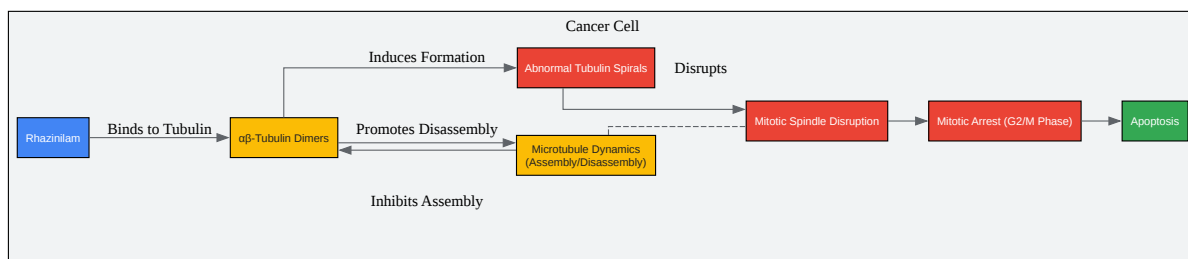 Cancer Cell
Induces Formation
Abnormal Tubulin Spirals
Disrupts
Rhazinilam
Binds to Tubulin
αβ-Tubulin Dimers
Promotes Disassembly
Microtubule Dynamics
(Assembly/Disassembly)
Mitotic Spindle Disruption
Mitotic Arrest (G2/M Phase)
Apoptosis
Inhibits Assembly